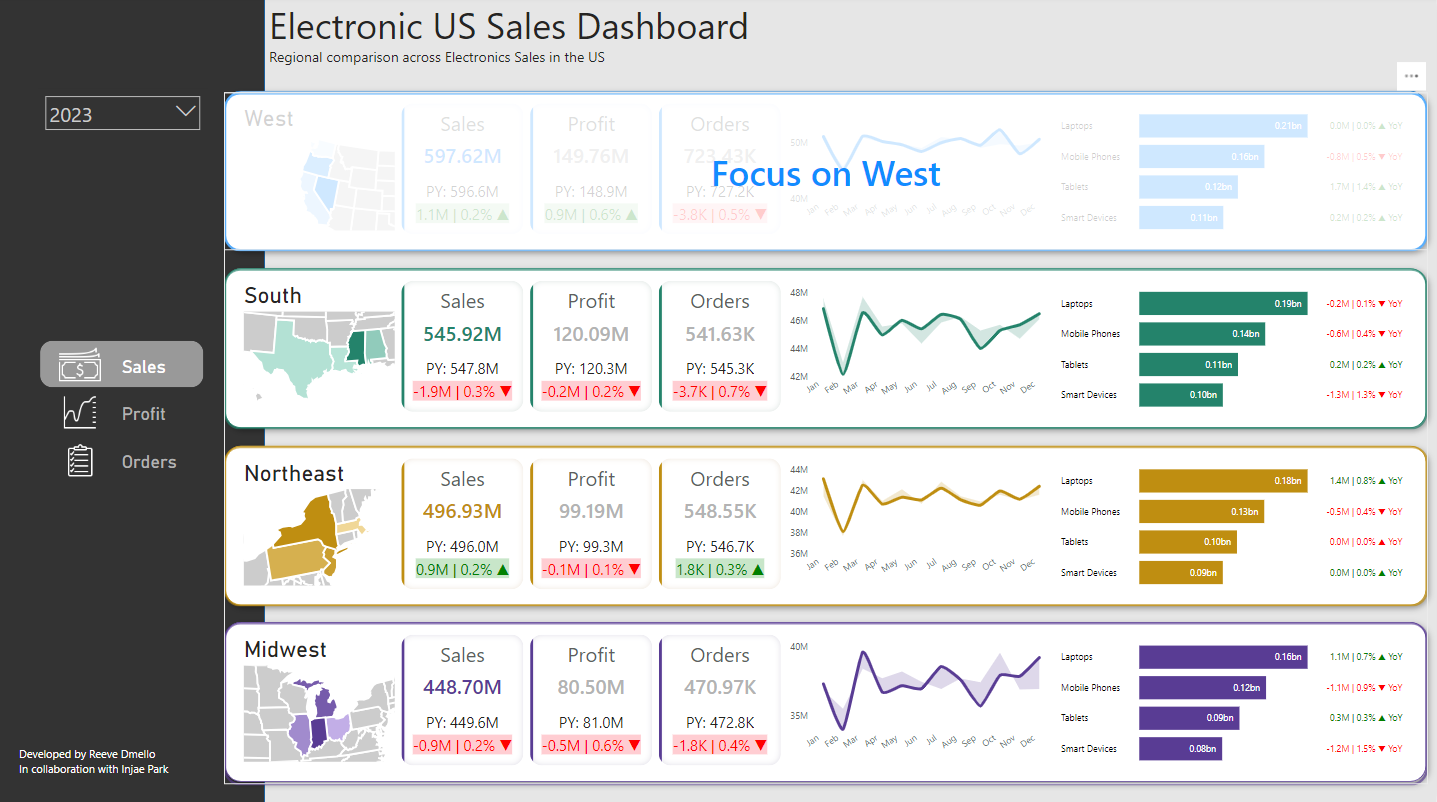 Electronic US Sales Dashboard
Regional comparison across Electronics Sales in the US
...
2023
Sales
Profit
Orders
Developed by Reeve Dmello
In collaboration with Injae Park
West
Sales
597.62M
PY: 596.6M
1.1M | 0.2% ▲
Profit
149.76M
PY: 148.9M
0.9M | 0.6% ▲
Orders
723.43K
PY: 727.2K
-3.8K | 0.5% ▼
Focus on West
50M
40M
Jan Feb Mar Apr May Jun Jul Aug Sep Oct Nov Dec
Laptops 0.21bn 0.0M | 0.0% ▲ YoY
Mobile Phones 0.16bn -0.8M | 0.5% ▼ YoY
Tablets 0.12bn 1.7M | 1.4% ▲ YoY
Smart Devices 0.11bn 0.2M | 0.2% ▲ YoY
South
Sales
545.92M
PY: 547.8M
-1.9M | 0.3% ▼
Profit
120.09M
PY: 120.3M
-0.2M | 0.2% ▼
Orders
541.63K
PY: 545.3K
-3.7K | 0.7% ▼
48M
46M
44M
42M
Jan Feb Mar Apr May Jun Jul Aug Sep Oct Nov Dec
Laptops 0.19bn -0.2M | 0.1% ▼ YoY
Mobile Phones 0.14bn -0.6M | 0.4% ▼ YoY
Tablets 0.11bn 0.2M | 0.2% ▲ YoY
Smart Devices 0.10bn -1.3M | 1.3% ▼ YoY
Northeast
Sales
496.93M
PY: 496.0M
0.9M | 0.2% ▲
Profit
99.19M
PY: 99.3M
-0.1M | 0.1% ▼
Orders
548.55K
PY: 546.7K
1.8K | 0.3% ▲
44M
42M
40M
38M
36M
Jan Feb Mar Apr May Jun Jul Aug Sep Oct Nov Dec
Laptops 0.18bn 1.4M | 0.8% ▲ YoY
Mobile Phones 0.13bn -0.5M | 0.4% ▼ YoY
Tablets 0.10bn 0.0M | 0.0% ▲ YoY
Smart Devices 0.09bn 0.0M | 0.0% ▲ YoY
Midwest
Sales
448.70M
PY: 449.6M
-0.9M | 0.2% ▼
Profit
80.50M
PY: 81.0M
-0.5M | 0.6% ▼
Orders
470.97K
PY: 472.8K
-1.8K | 0.4% ▼
40M
35M
Jan Feb Mar Apr May Jun Jul Aug Sep Oct Nov Dec
Laptops 0.16bn 1.1M | 0.7% ▲ YoY
Mobile Phones 0.12bn -1.1M | 0.9% ▼ YoY
Tablets 0.09bn 0.3M | 0.3% ▲ YoY
Smart Devices 0.08bn -1.2M | 1.5% ▼ YoY